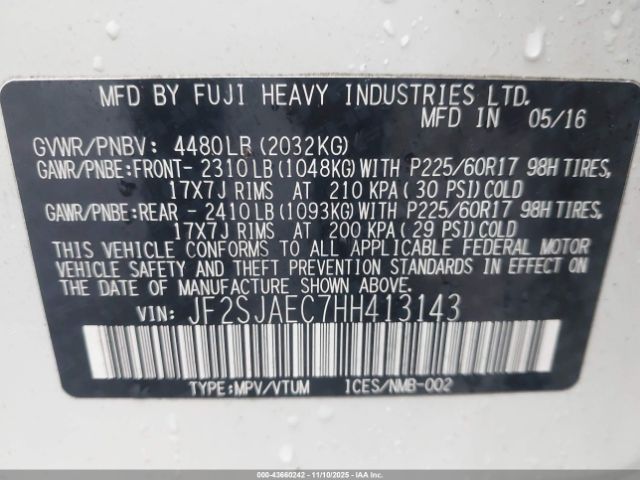 MFD BY FUJI HEAVY INDUSTRIES LTD.
MFD IN 05/16
GVWR/PNBV: 4480LB (2032KG)
GAWR/PNBE:FRONT- 2310LB(1048KG)WITH P225/60R17 98H TIRES,
17X7J RIMS AT 210 KPA (30 PSI)COLD
GAWR/PNBE:REAR - 2410LB(1093KG)WITH P225/60R17 98H TIRES,
17X7J RIMS AT 200 KPA (29 PSI)COLD
THIS VEHICLE CONFORMS TO ALL APPLICABLE FEDERAL MOTOR
VEHICLE SAFETY AND THEFT PREVENTION STANDARDS IN EFFECT
ON THE DATE OF MANUFACTURE SHOWN ABOVE.
VIN: JF2SJAEC7HH413143
TYPE:MPV/VTUM ICES/NMB-002
000-43660242 - 11/10/2025 - IAAI.com